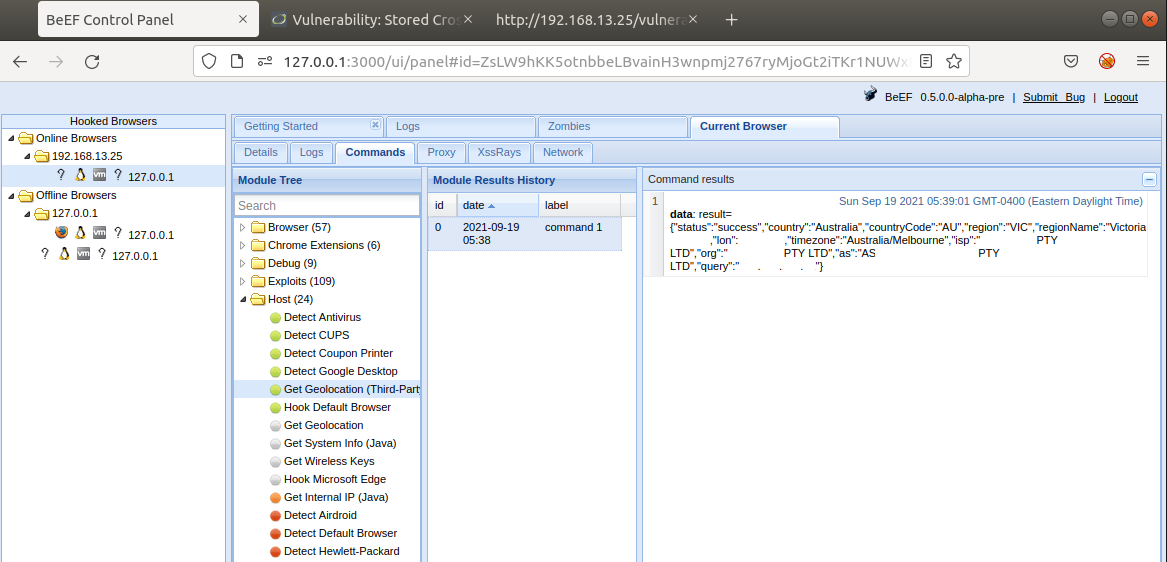 BeEF Control Panel
Vulnerability: Stored Cros
http://192.168.13.25/vulnera
127.0.0.1:3000/ui/panel#id=ZsLW9hKK5otnbbeLBvainH3wnpmj2767ryMjoGt2iTKr1NUWx
BeEF 0.5.0.0-alpha-pre | Submit Bug | Logout
Hooked Browsers
Online Browsers
192.168.13.25
? vm ? 127.0.0.1
Offline Browsers
127.0.0.1
vm ? 127.0.0.1
? vm ? 127.0.0.1
Getting Started
Logs
Zombies
Current Browser
Details
Logs
Commands
Proxy
XssRays
Network
Module Tree
Search
Browser (57)
Chrome Extensions (6)
Debug (9)
Exploits (109)
Host (24)
Detect Antivirus
Detect CUPS
Detect Coupon Printer
Detect Google Desktop
Get Geolocation (Third-Party
Hook Default Browser
Get Geolocation
Get System Info (Java)
Get Wireless Keys
Hook Microsoft Edge
Get Internal IP (Java)
Detect Airdroid
Detect Default Browser
Detect Hewlett-Packard
Module Results History
id date label
0 2021-09-19 command 1
05:38
Command results
1 Sun Sep 19 2021 05:39:01 GMT-0400 (Eastern Daylight Time)
data: result=
{"status":"success","country":"Australia","countryCode":"AU","region":"VIC","regionName":"Victoria
,"lon": ,"timezone":"Australia/Melbourne","isp":" PTY
LTD","org":" PTY LTD","as":"AS PTY
LTD","query":" . . . "}